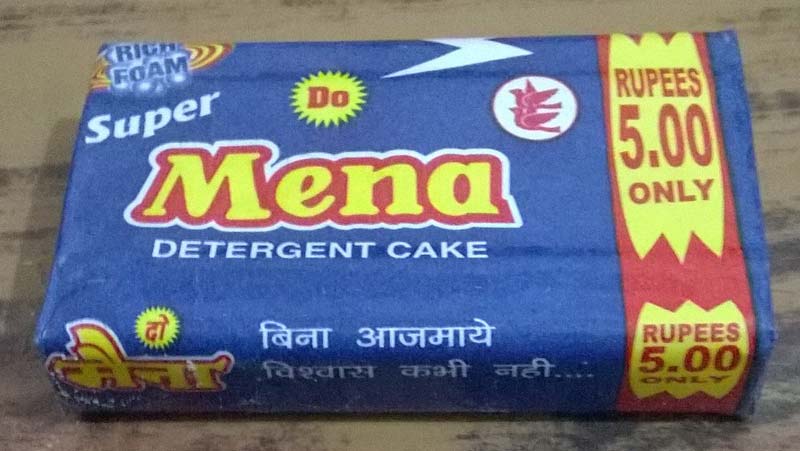 RICH
FOAM
Super
Do
Mena
DETERGENT CAKE
RUPEES
5.00
ONLY
दो
मैना
बिना आजमाये
विश्वास कभी नही....
RUPEES
5.00
ONLY